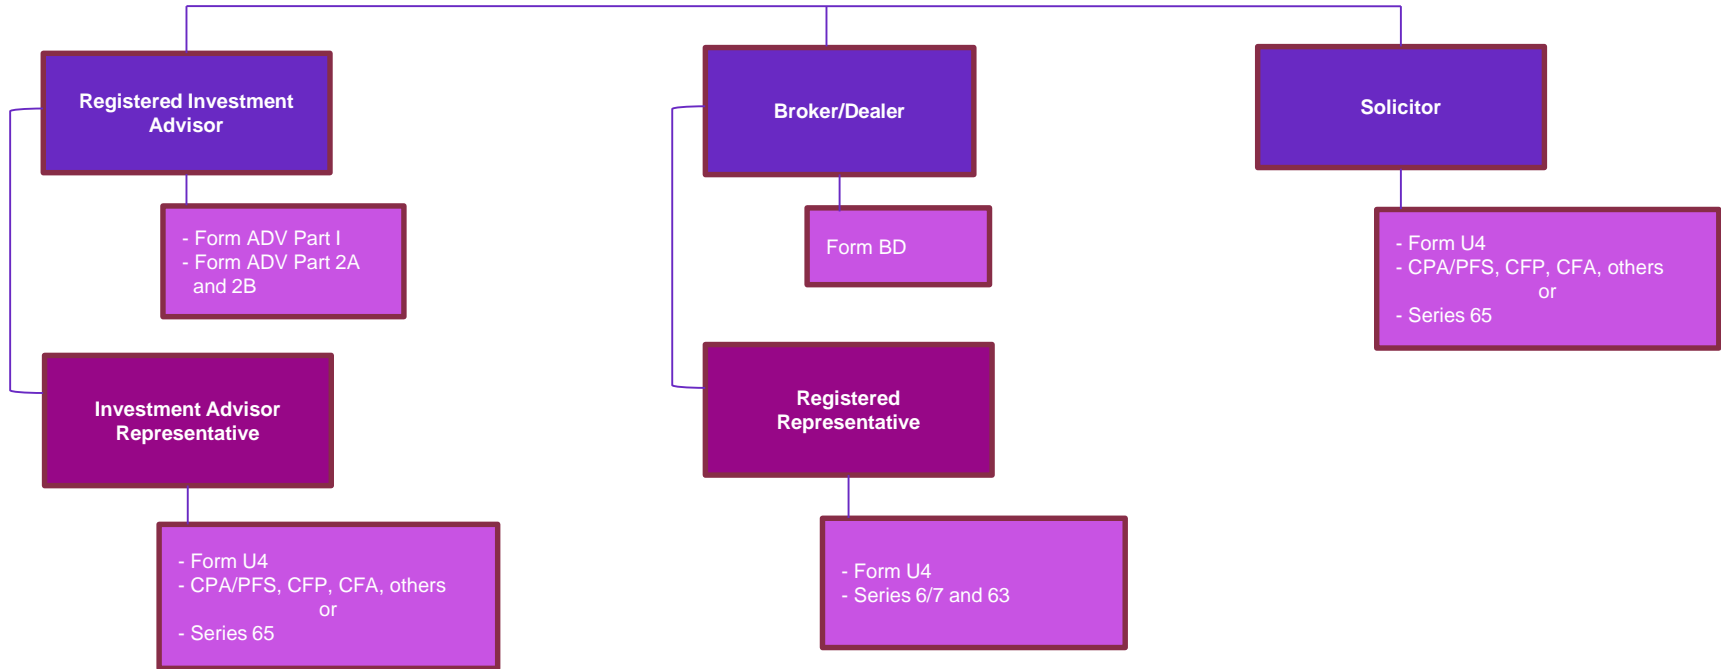 Registered Investment
Advisor
Broker/Dealer
Solicitor
- Form ADV Part I
- Form ADV Part 2A
and 2B
Form BD
- Form U4
- CPA/PFS, CFP, CFA, others
or
- Series 65
Investment Advisor
Representative
Registered
Representative
- Form U4
- CPA/PFS, CFP, CFA, others
or
- Series 65
- Form U4
- Series 6/7 and 63